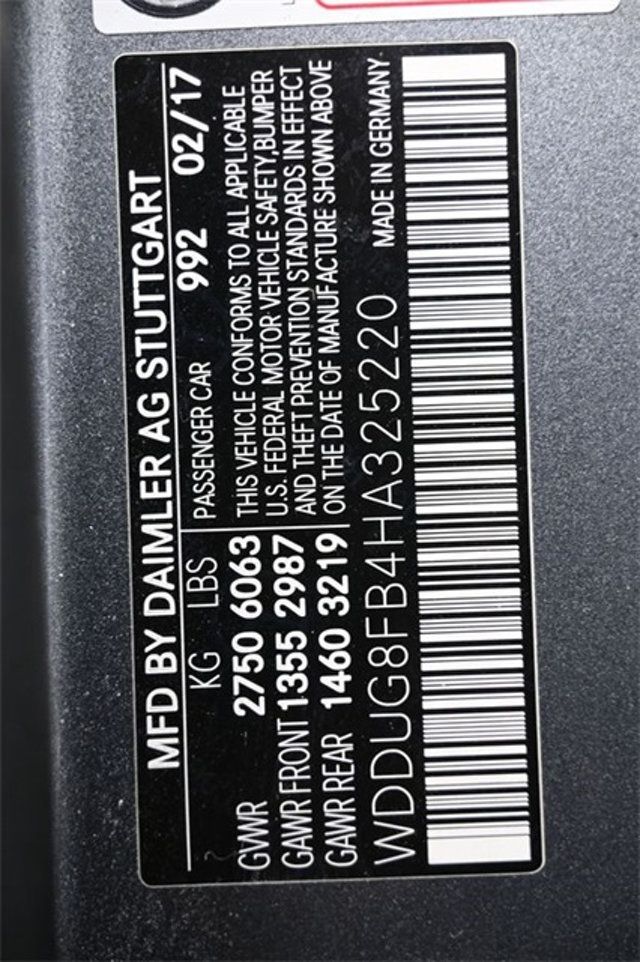 MFD BY DAIMLER AG STUTTGART
KG LBS PASSENGER CAR 992 02/17
GVWR 2750 6063
GAWR FRONT 1355 2987
GAWR REAR 1460 3219
THIS VEHICLE CONFORMS TO ALL APPLICABLE
U.S. FEDERAL MOTOR VEHICLE SAFETY,BUMPER
AND THEFT PREVENTION STANDARDS IN EFFECT
ON THE DATE OF MANUFACTURE SHOWN ABOVE
WDDUG8FB4HA325220 MADE IN GERMANY